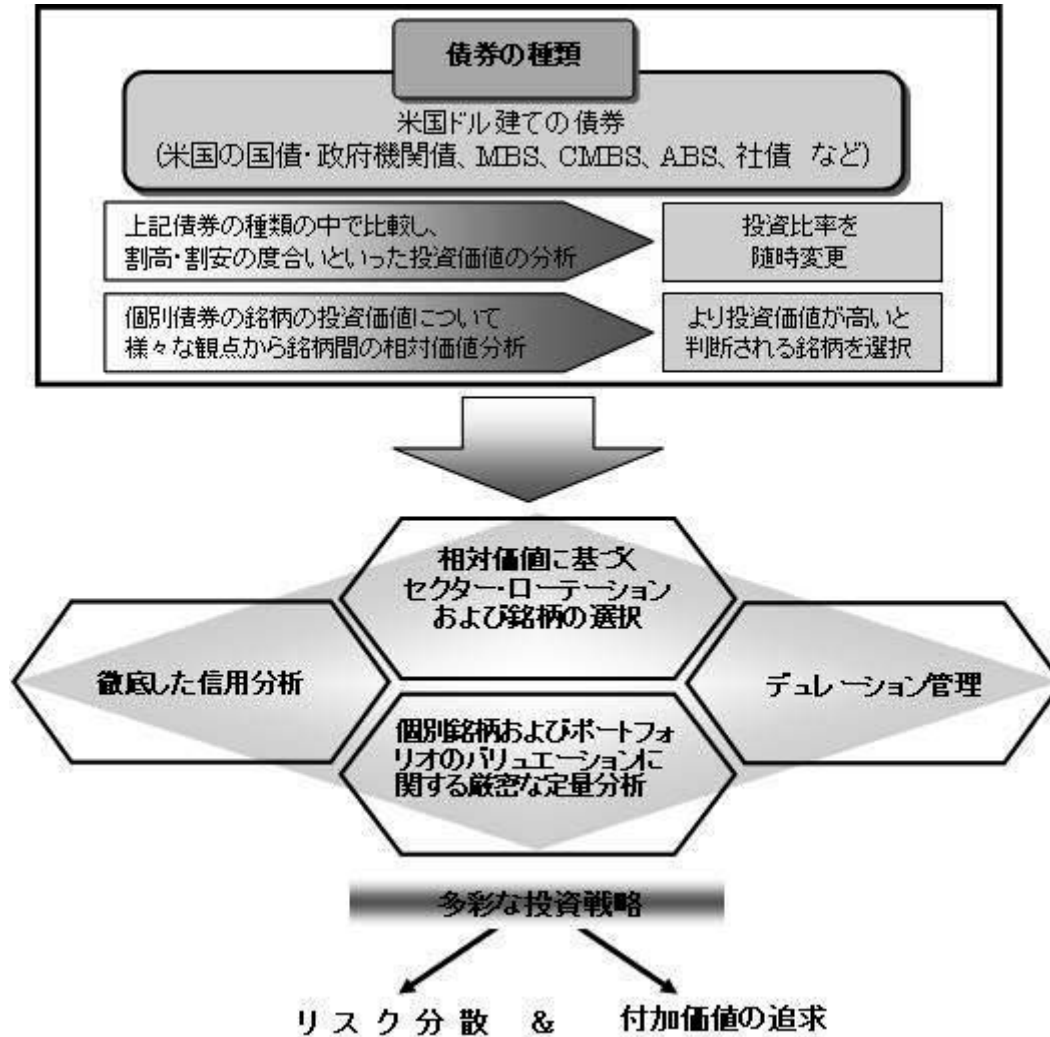 債券の種類
米国ドル建ての債券
(米国の国債・政府機関債、MBS、CMBS、ABS、社債 など)
上記債券の種類の中で比較し、
割高・割安の度合いといった投資価値の分析
投資比率を
随時変更
個別債券の銘柄の投資価値について
様々な観点から銘柄間の相対価値分析
より投資価値が高いと
判断される銘柄を選択
相対価値に基づく
セクター・ローテーション
および銘柄の選択
徹底した信用分析
デュレーション管理
個別銘柄およびポートフォ
リオのバリュエーションに
関する厳密な定量分析
多彩な投資戦略
リスク分散 & 付加価値の追求